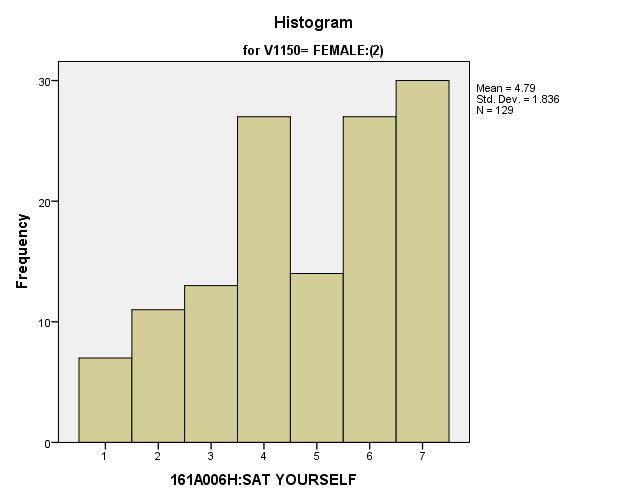 Histogram
for V1150= FEMALE:(2)
Mean = 4.79
Std. Dev. = 1.836
N = 129
Frequency
30
20
10
0
1 2 3 4 5 6 7
161A006H:SAT YOURSELF